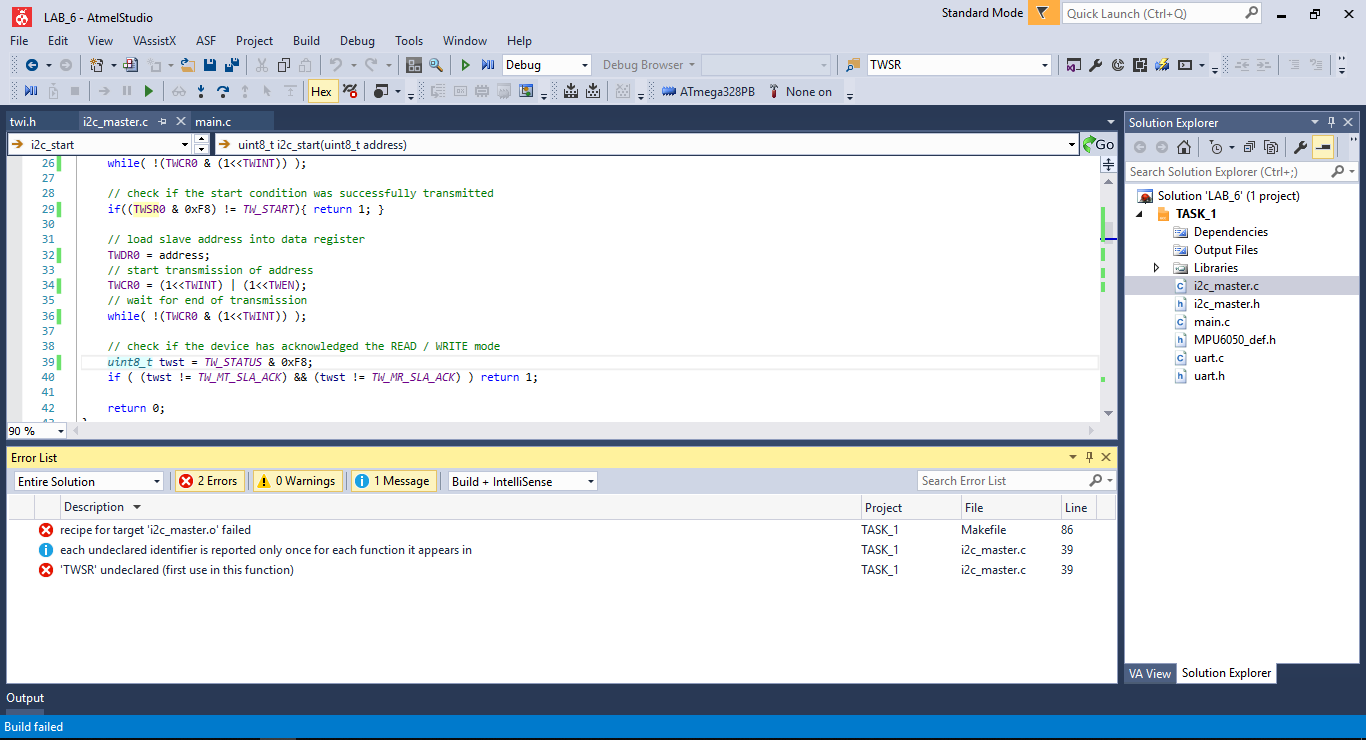 LAB_6 - AtmelStudio
Standard Mode
Quick Launch (Ctrl+Q)
File Edit View VAssistX ASF Project Build Debug Tools Window Help
Debug Debug Browser TWSR
Hex ATmega328PB None on
twi.h i2c_master.c main.c
i2c_start uint8_t i2c_start(uint8_t address) Go
26 while( !(TWCR0 & (1<<TWINT)) );
27
28 // check if the start condition was successfully transmitted
29 if((TWSR0 & 0xF8) != TW_START){ return 1; }
30
31 // load slave address into data register
32 TWDR0 = address;
33 // start transmission of address
34 TWCR0 = (1<<TWINT) | (1<<TWEN);
35 // wait for end of transmission
36 while( !(TWCR0 & (1<<TWINT)) );
37
38 // check if the device has acknowledged the READ / WRITE mode
39 uint8_t twst = TW_STATUS & 0xF8;
40 if ( (twst != TW_MT_SLA_ACK) && (twst != TW_MR_SLA_ACK) ) return 1;
41
42 return 0;
90 %
Error List
Entire Solution 2 Errors 0 Warnings 1 Message Build + IntelliSense Search Error List
Description Project File Line
recipe for target 'i2c_master.o' failed TASK_1 Makefile 86
each undeclared identifier is reported only once for each function it appears in TASK_1 i2c_master.c 39
'TWSR' undeclared (first use in this function) TASK_1 i2c_master.c 39
Solution Explorer
Search Solution Explorer (Ctrl+;)
Solution 'LAB_6' (1 project)
TASK_1
Dependencies
Output Files
Libraries
i2c_master.c
i2c_master.h
main.c
MPU6050_def.h
uart.c
uart.h
VA View Solution Explorer
Output
Build failed